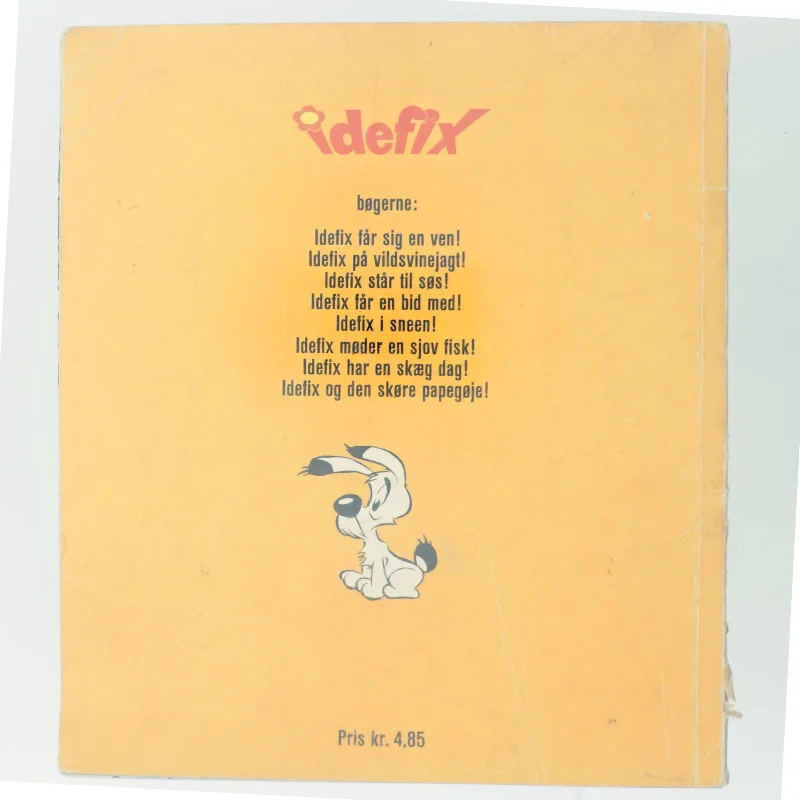 idefix
bøgerne:
Idefix får sig en ven!
Idefix på vildsvinejagt!
Idefix står til søs!
Idefix får en bid med!
Idefix i sneen!
Idefix møder en sjov fisk!
Idefix har en skæg dag!
Idefix og den skøre papegøje!
Pris kr. 4,85